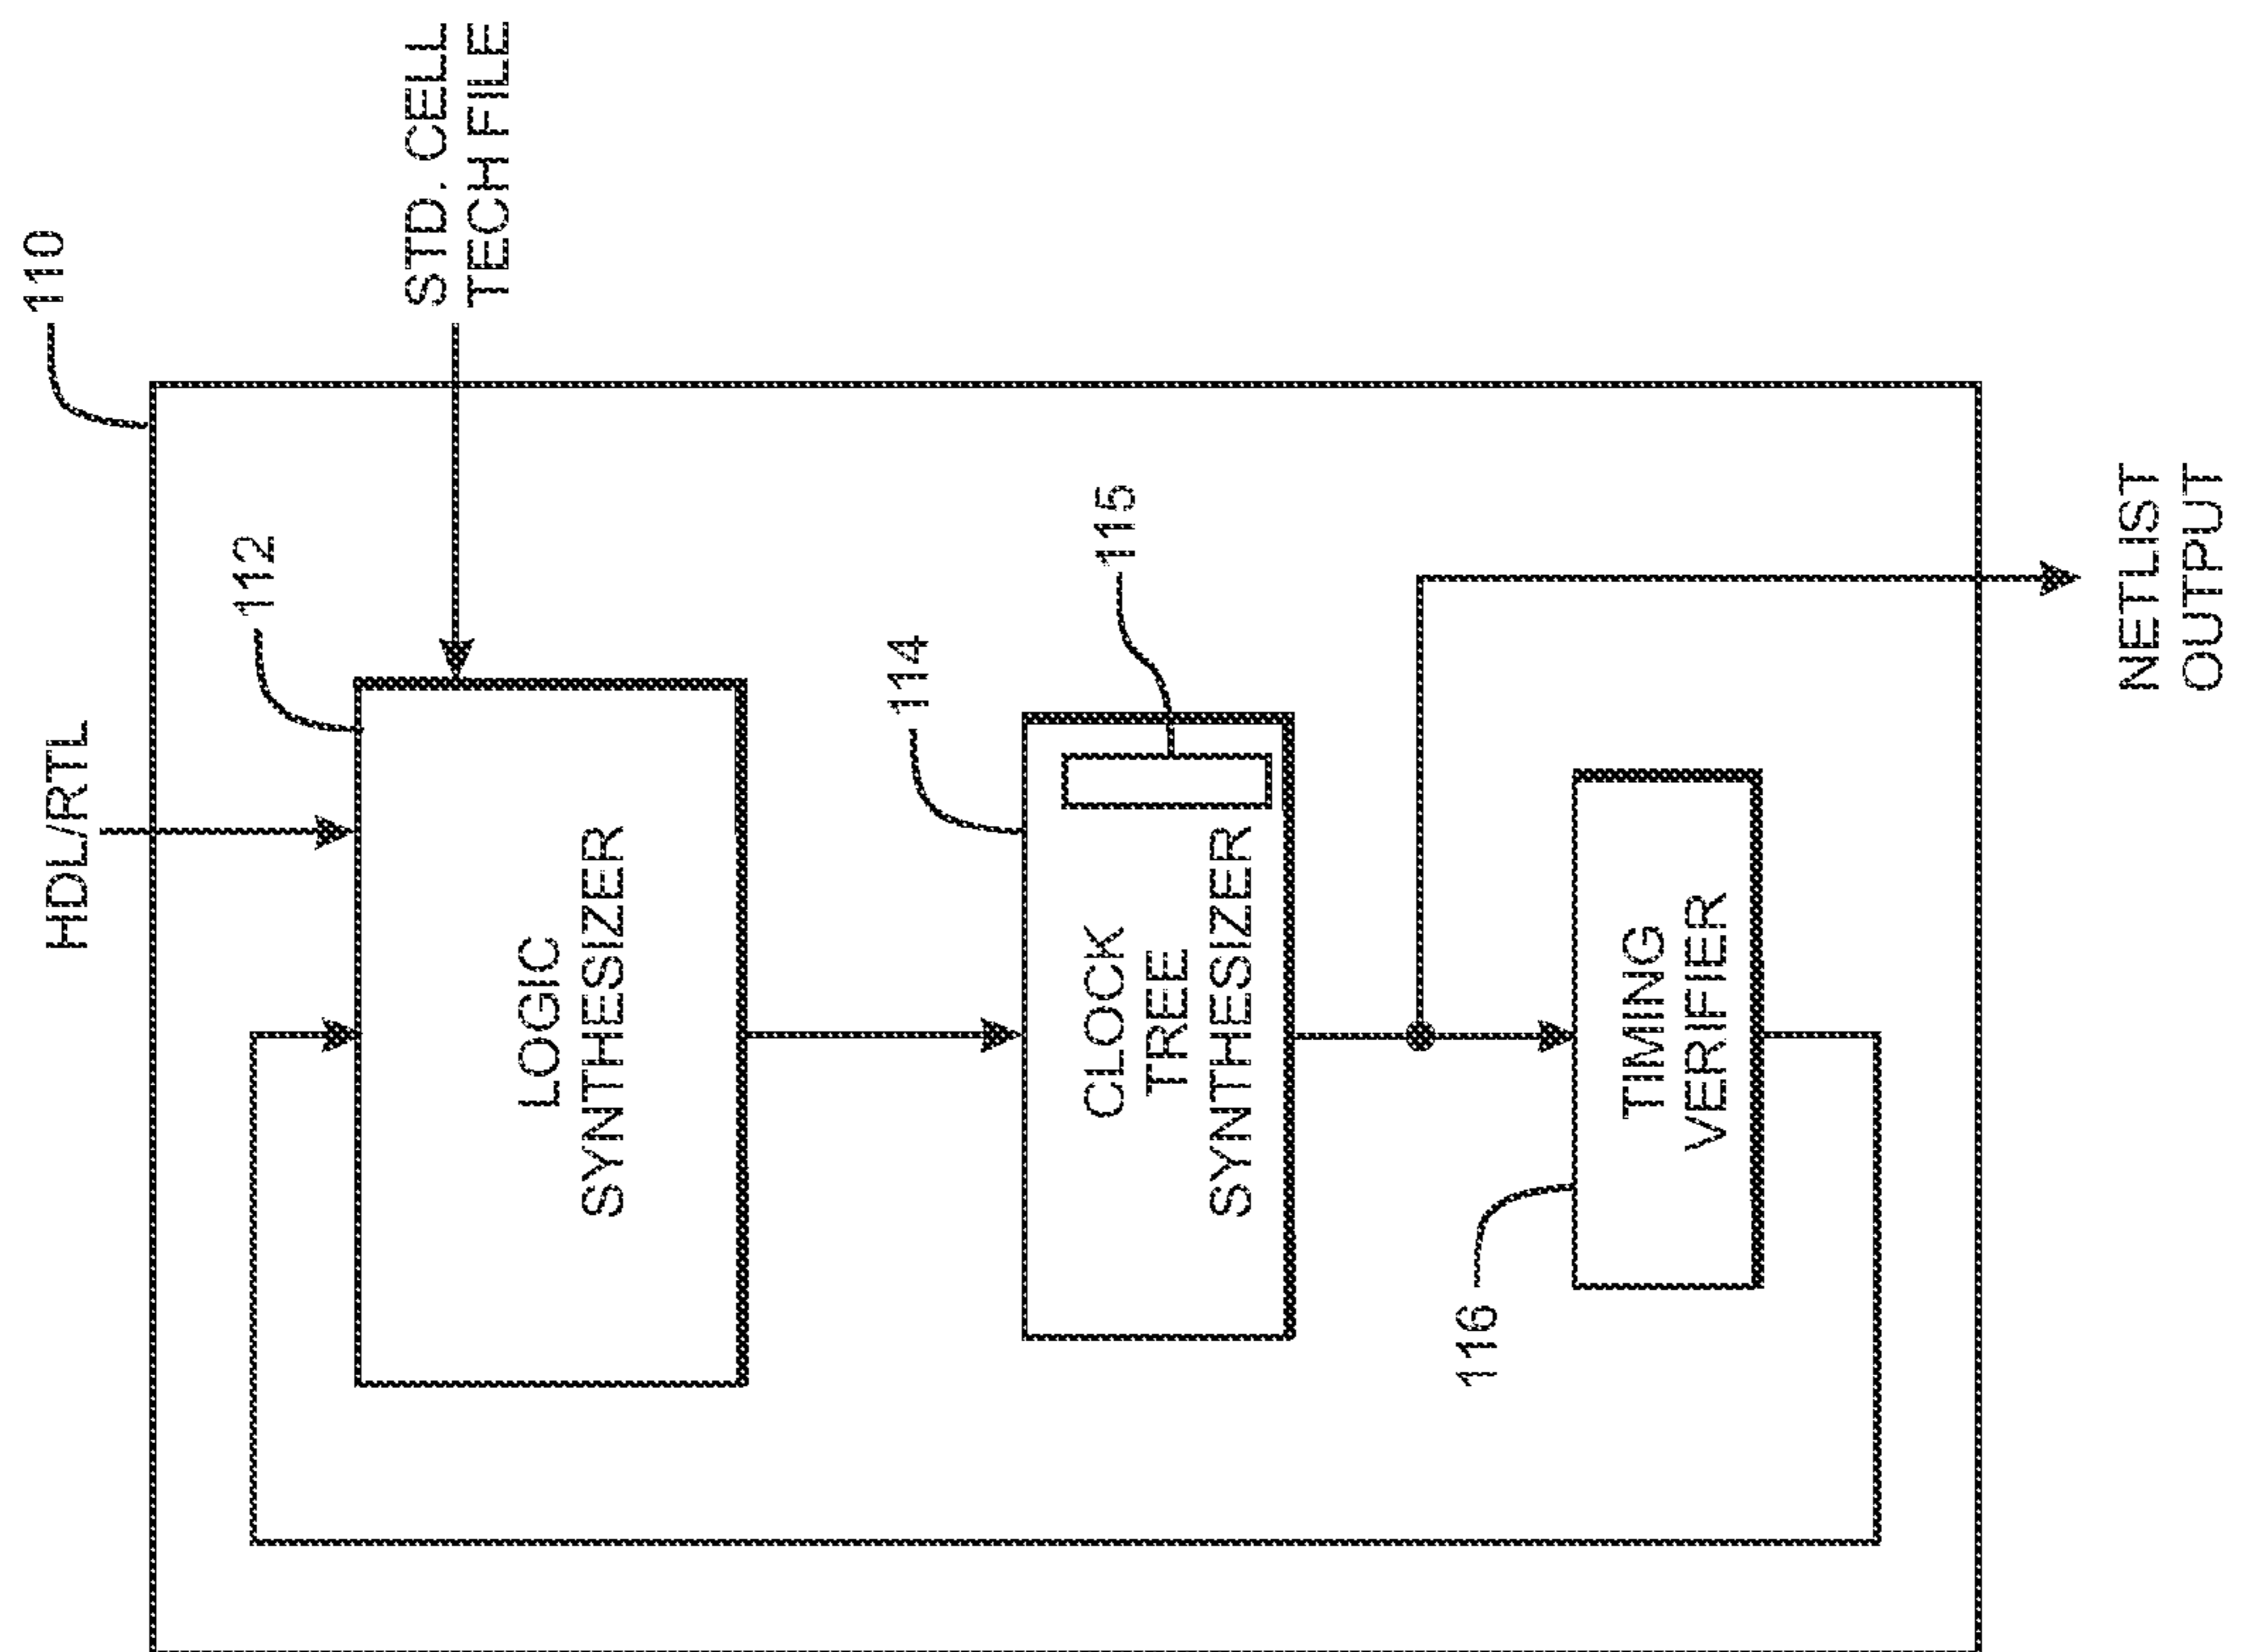 110
STD. CELL
TECH FILE
HDL/RTL
112
LOGIC
SYNTHESIZER
114
115
CLOCK
TREE
SYNTHESIZER
116
TIMING
VERIFIER
NETLIST
OUTPUT